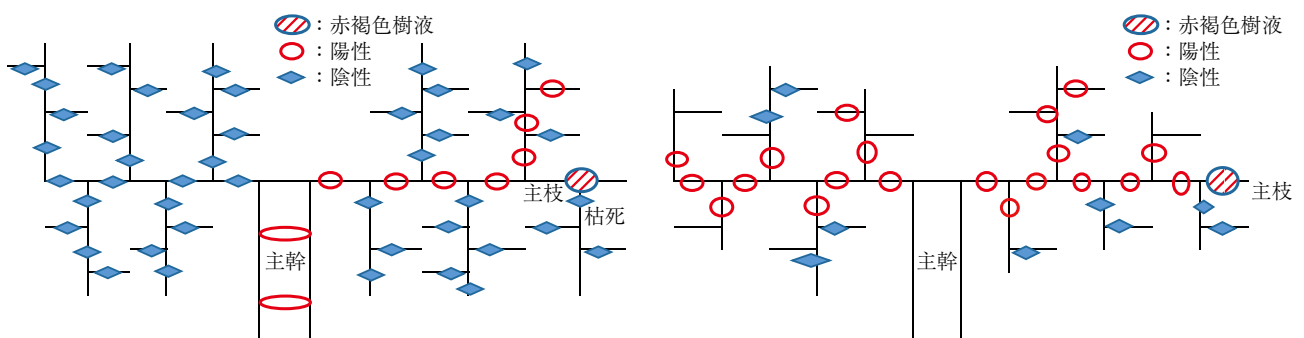 ：赤褐色樹液
：陽性
：陰性
主枝
枯死
主幹
：赤褐色樹液
：陽性
：陰性
主枝
主幹